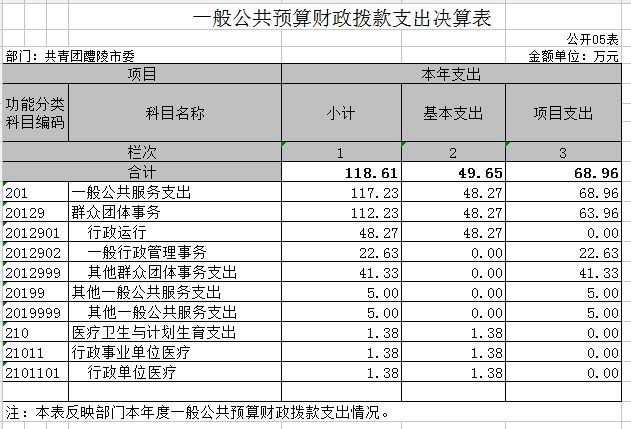 一般公共预算财政拨款支出决算表
公开05表
部门：共青团醴陵市委 金额单位：万元
项目 本年支出
功能分类科目编码 科目名称 小计 基本支出 项目支出
栏次 1 2 3
合计 118.61 49.65 68.96
201 一般公共服务支出 117.23 48.27 68.96
20129 群众团体事务 112.23 48.27 63.96
2012901 行政运行 48.27 48.27 0.00
2012902 一般行政管理事务 22.63 0.00 22.63
2012999 其他群众团体事务支出 41.33 0.00 41.33
20199 其他一般公共服务支出 5.00 0.00 5.00
2019999 其他一般公共服务支出 5.00 0.00 5.00
210 医疗卫生与计划生育支出 1.38 1.38 0.00
21011 行政事业单位医疗 1.38 1.38 0.00
2101101 行政单位医疗 1.38 1.38 0.00
注：本表反映部门本年度一般公共预算财政拨款支出情况。